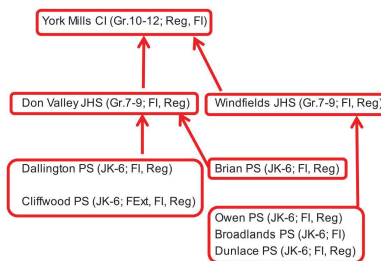 York Mills CI (Gr.10-12; Reg, FI)
Don Valley JHS (Gr.7-9; FI, Reg)
Windfields JHS (Gr.7-9; FI, Reg)
Dallington PS (JK-6; FI, Reg)
Cliffwood PS (JK-6; FExt, FI, Reg)
Brian PS (JK-6; FI, Reg)
Owen PS (JK-6; FI, Reg)
Broadlands PS (JK-6; FI)
Dunlace PS (JK-6; FI, Reg)